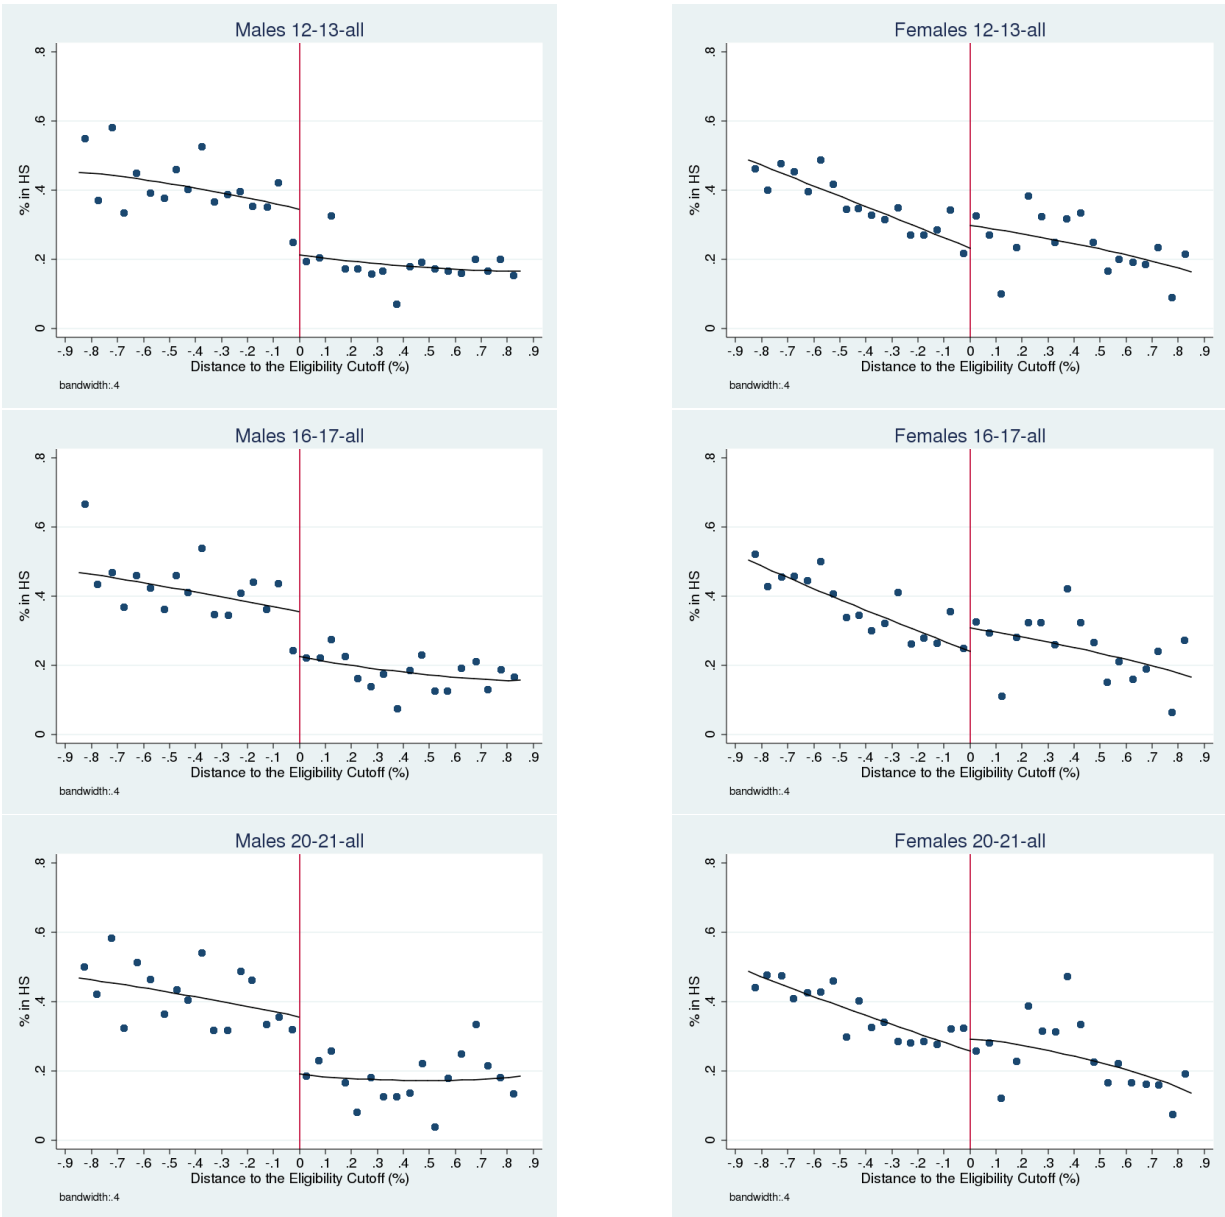 Males 12-13-all
% in HS
.8
.6
.4
.2
0
-.9 -.8 -.7 -.6 -.5 -.4 -.3 -.2 -.1 0 .1 .2 .3 .4 .5 .6 .7 .8 .9
Distance to the Eligibility Cutoff (%)
bandwidth:.4
Females 12-13-all
% in HS
.8
.6
.4
.2
0
-.9 -.8 -.7 -.6 -.5 -.4 -.3 -.2 -.1 0 .1 .2 .3 .4 .5 .6 .7 .8 .9
Distance to the Eligibility Cutoff (%)
bandwidth:.4
Males 16-17-all
% in HS
.8
.6
.4
.2
0
-.9 -.8 -.7 -.6 -.5 -.4 -.3 -.2 -.1 0 .1 .2 .3 .4 .5 .6 .7 .8 .9
Distance to the Eligibility Cutoff (%)
bandwidth:.4
Females 16-17-all
% in HS
.8
.6
.4
.2
0
-.9 -.8 -.7 -.6 -.5 -.4 -.3 -.2 -.1 0 .1 .2 .3 .4 .5 .6 .7 .8 .9
Distance to the Eligibility Cutoff (%)
bandwidth:.4
Males 20-21-all
% in HS
.8
.6
.4
.2
0
-.9 -.8 -.7 -.6 -.5 -.4 -.3 -.2 -.1 0 .1 .2 .3 .4 .5 .6 .7 .8 .9
Distance to the Eligibility Cutoff (%)
bandwidth:.4
Females 20-21-all
% in HS
.8
.6
.4
.2
0
-.9 -.8 -.7 -.6 -.5 -.4 -.3 -.2 -.1 0 .1 .2 .3 .4 .5 .6 .7 .8 .9
Distance to the Eligibility Cutoff (%)
bandwidth:.4